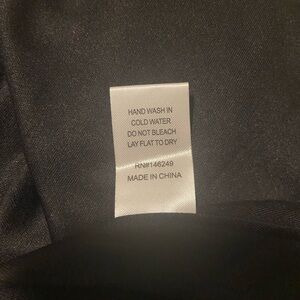 HAND WASH IN
COLD WATER
DO NOT BLEACH
LAY FLAT TO DRY
RN#146249
MADE IN CHINA